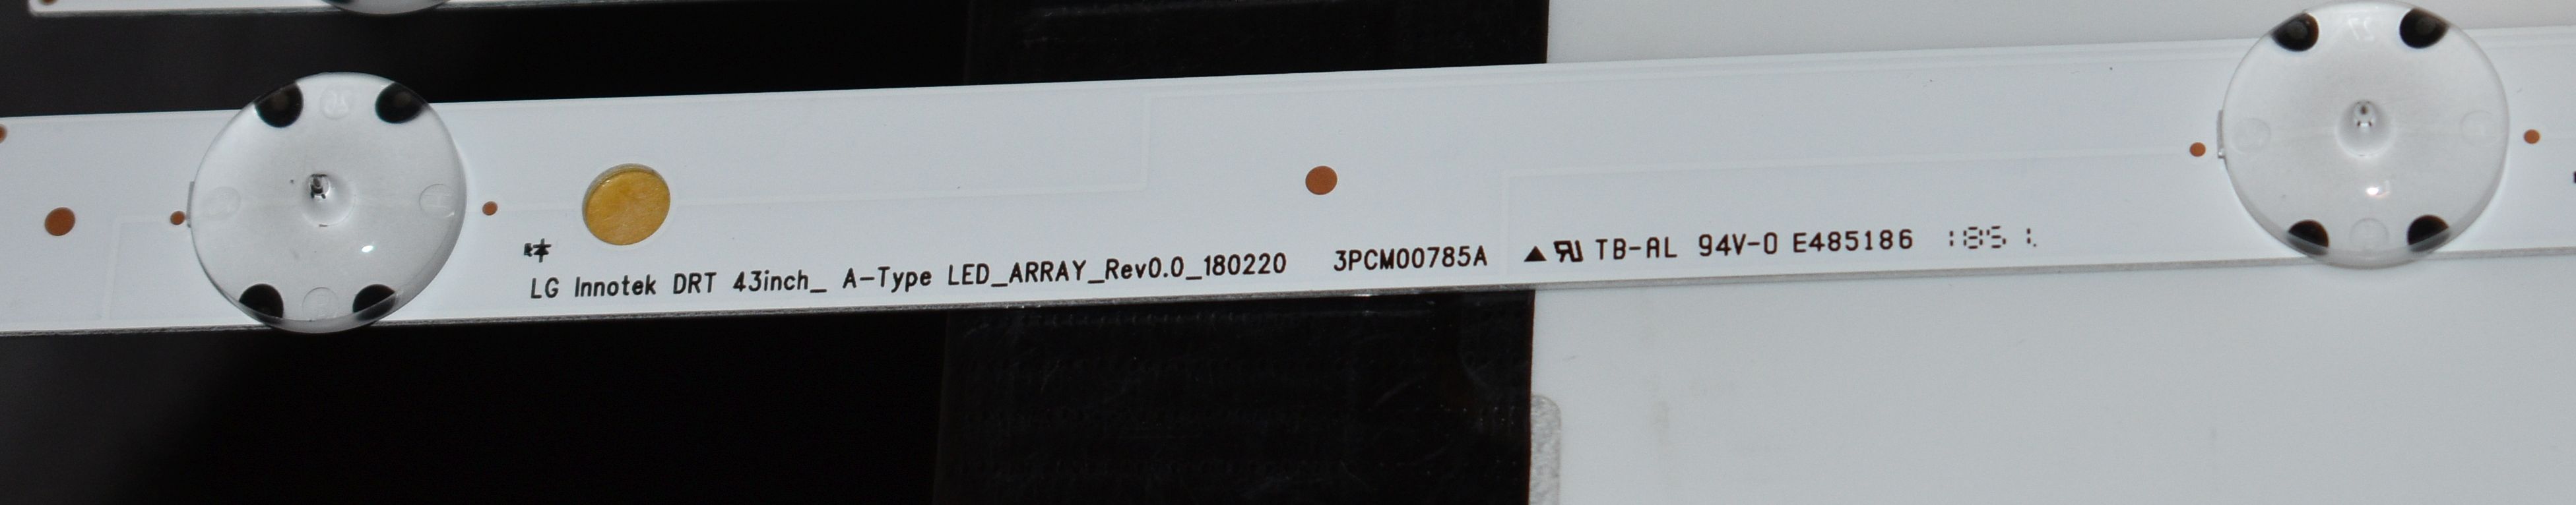 LG Innotek DRT 43inch_ A-Type LED_ARRAY_Rev0.0_180220 3PCM00785A TB-AL 94V-0 E485186